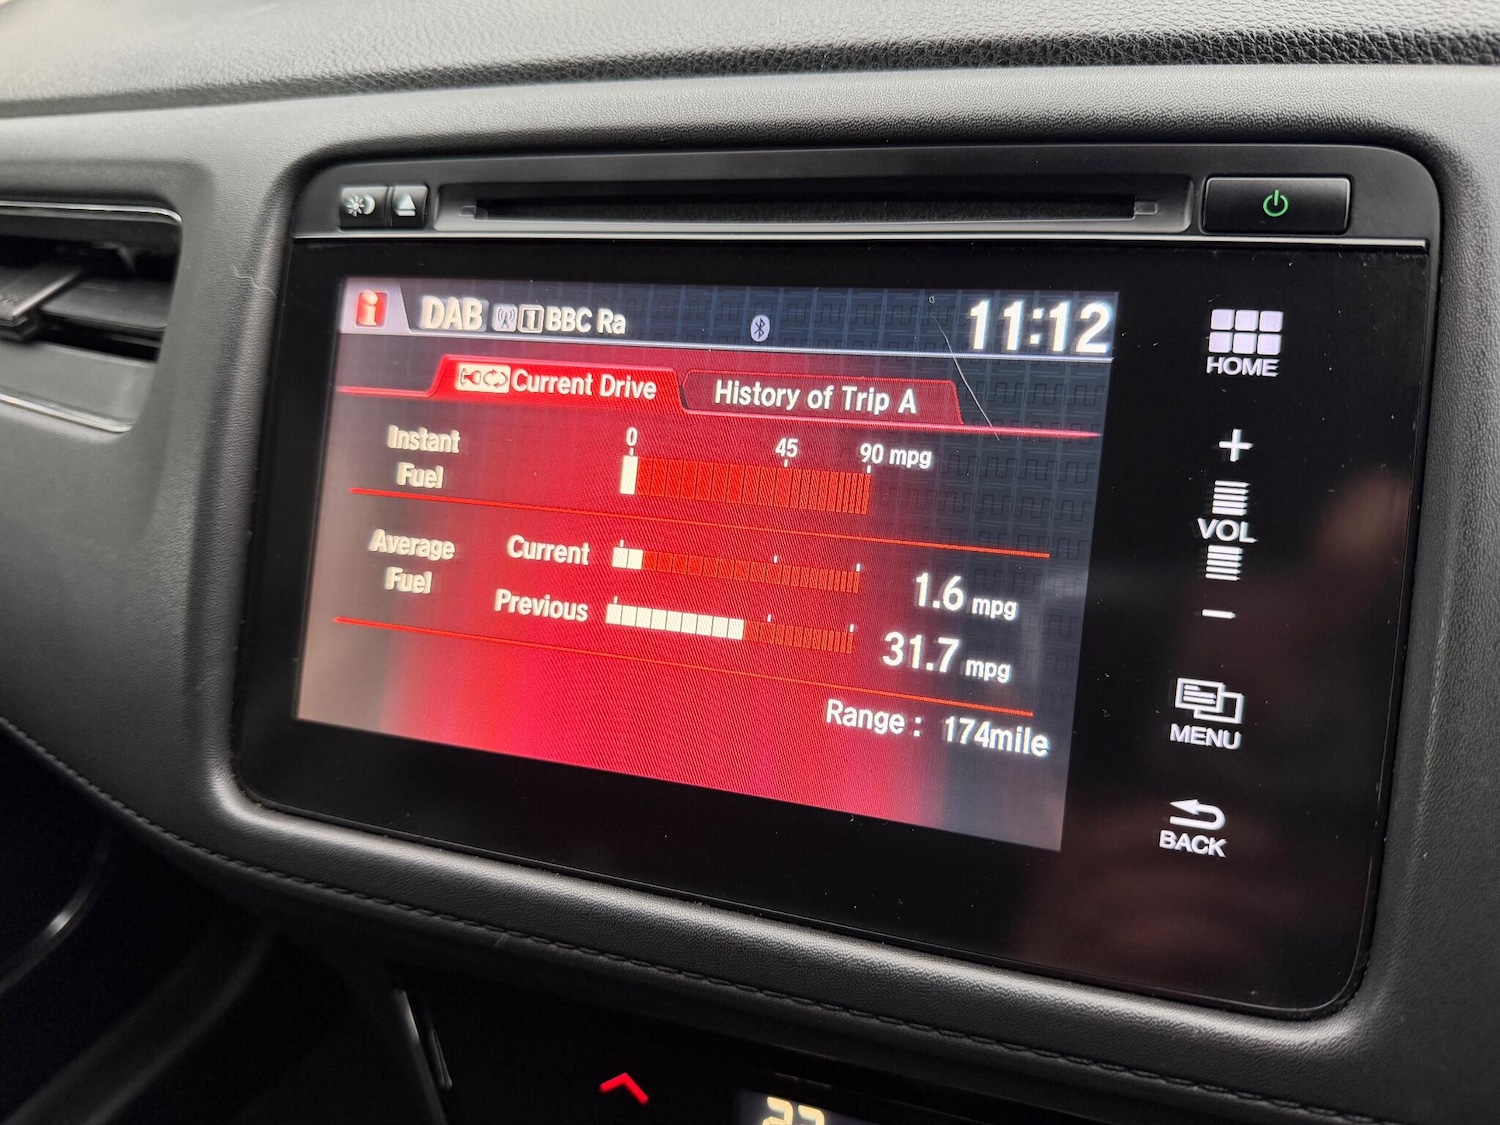 DAB BBC Ra
11:12
Current Drive
History of Trip A
Instant Fuel
0 45 90 mpg
Average Fuel
Current 1.6 mpg
Previous 31.7 mpg
Range : 174mile
HOME
+
VOL
−
MENU
BACK